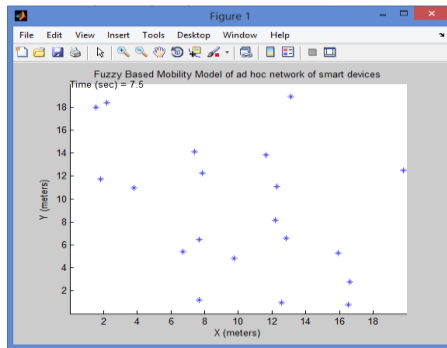 Figure 1
File Edit View Insert Tools Desktop Window Help
Fuzzy Based Mobility Model of ad hoc network of smart devices
Time (sec) = 7.5
18
16
14
12
10
8
6
4
2
Y (meters)
2 4 6 8 10 12 14 16 18
X (meters)